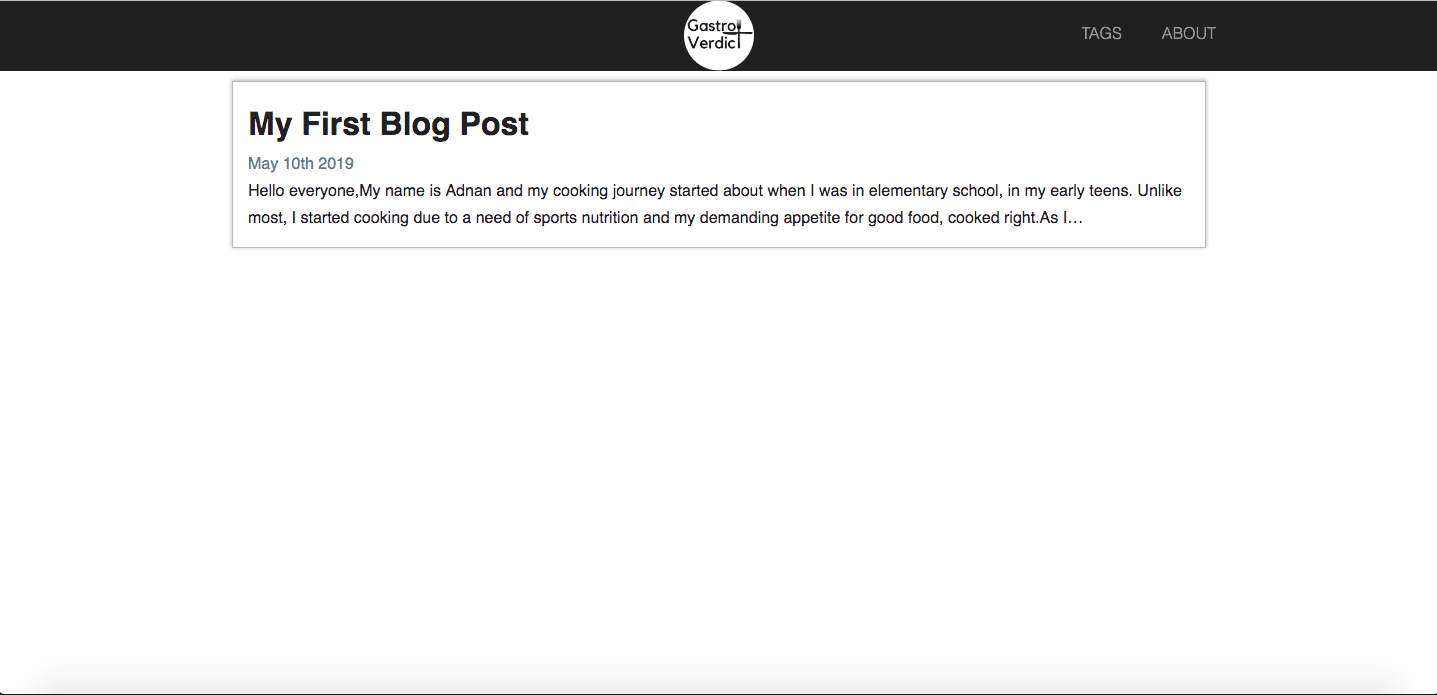 Gastro
Verdict
TAGS ABOUT
My First Blog Post
May 10th 2019
Hello everyone,My name is Adnan and my cooking journey started about when I was in elementary school, in my early teens. Unlike
most, I started cooking due to a need of sports nutrition and my demanding appetite for good food, cooked right.As I…